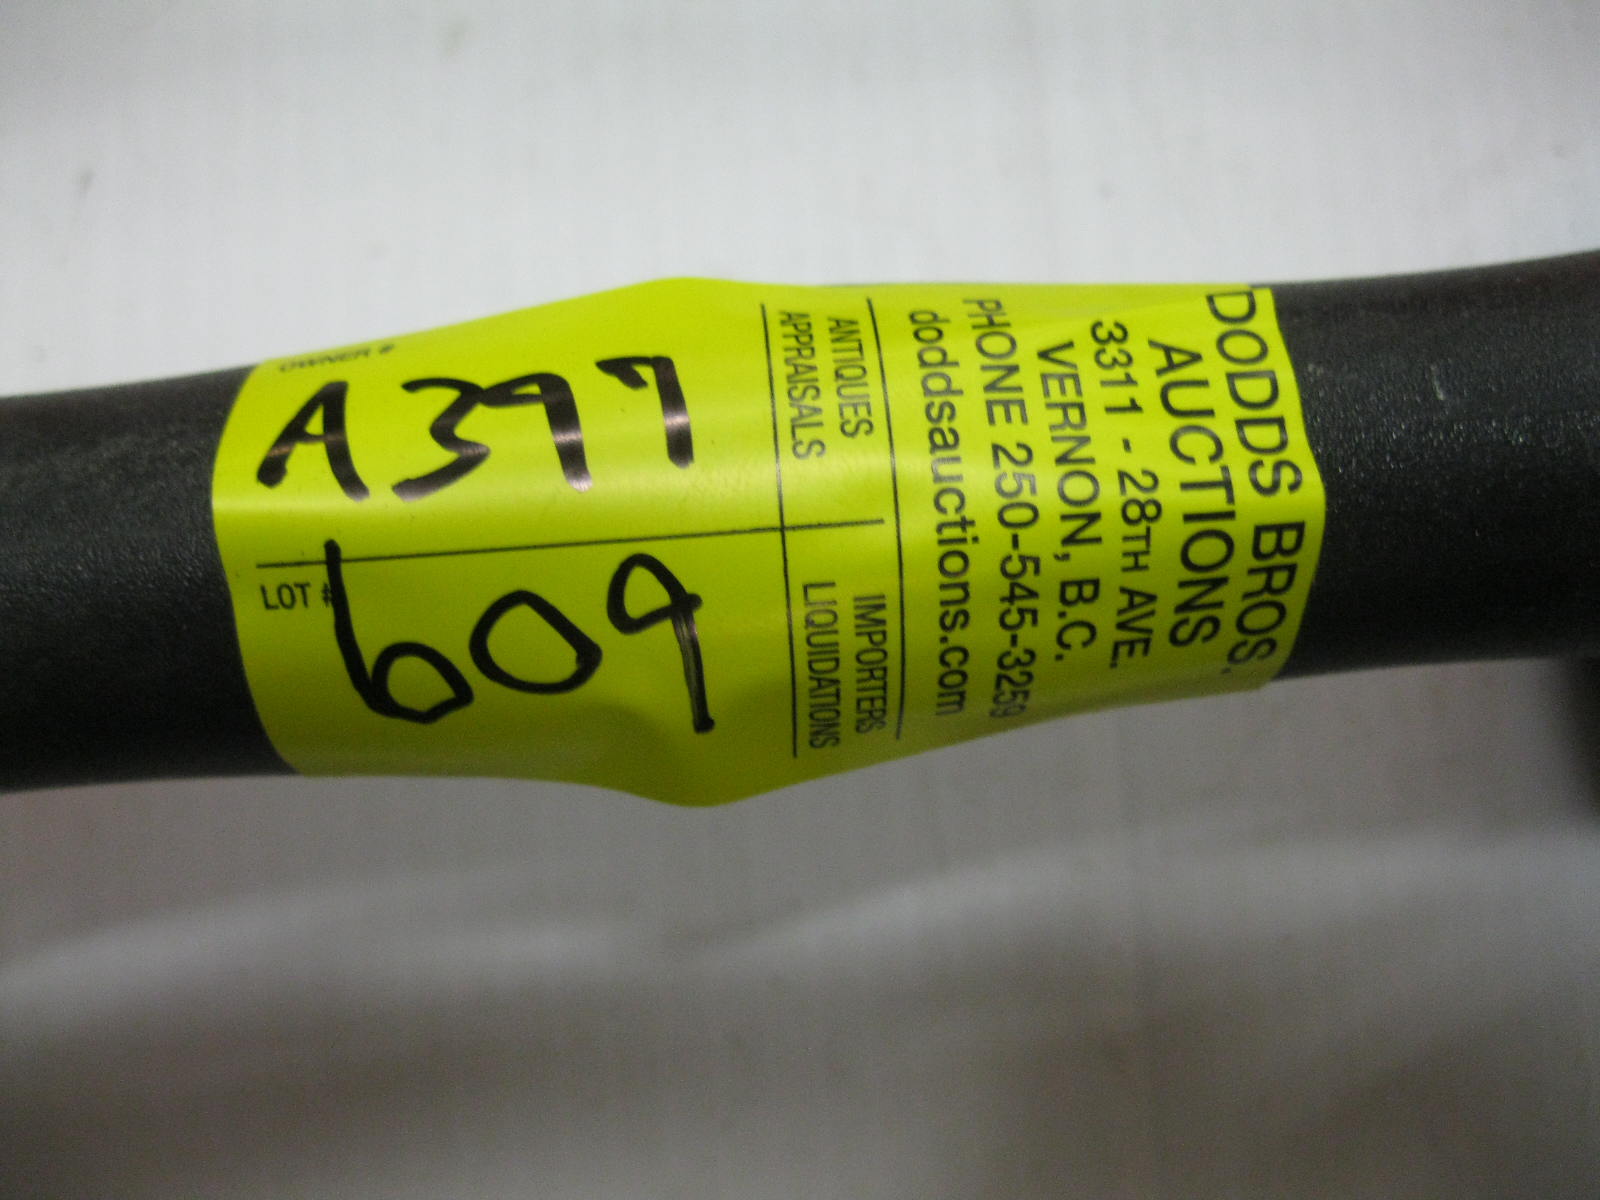 DODDS BROS.
AUCTIONS
3311 - 28TH AVE.
VERNON, B.C.
PHONE 250-545-3259
doddsauctions.com
ANTIQUES
APPRAISALS
IMPORTERS
LIQUIDATIONS
OWNER #
A397
LOT #
609